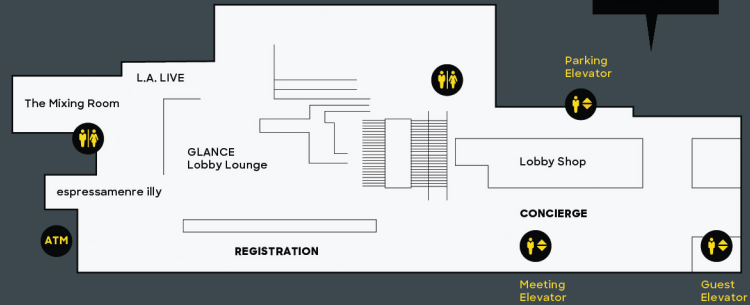 Parking
Elevator
L.A. LIVE
The Mixing Room
GLANCE
Lobby Lounge
Lobby Shop
espressamenre illy
CONCIERGE
ATM
REGISTRATION
Meeting
Elevator
Guest
Elevator